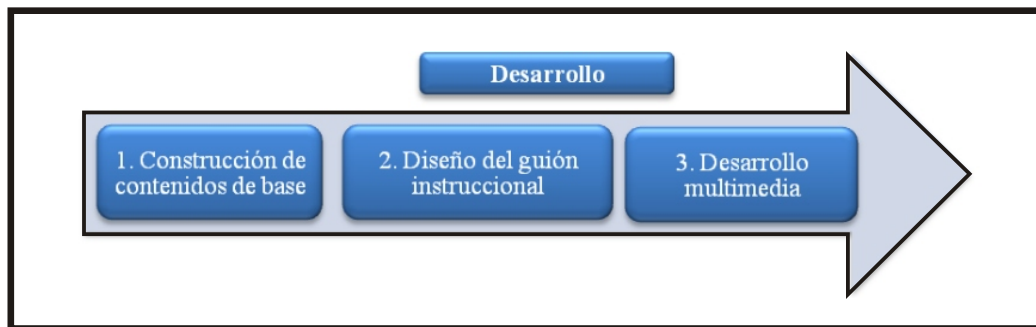 Desarrollo
1. Construcción de
contenidos de base
2. Diseño del guión
instruccional
3. Desarrollo
multimedia